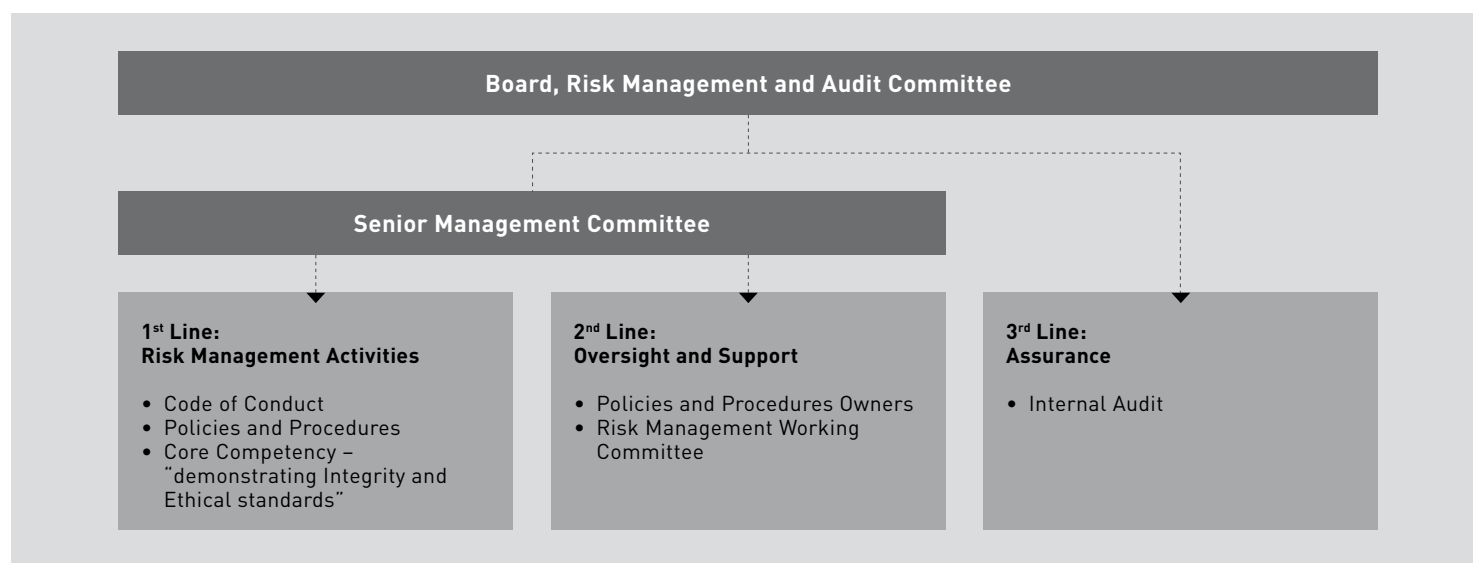 Board, Risk Management and Audit Committee
Senior Management Committee
1st Line:
Risk Management Activities
• Code of Conduct
• Policies and Procedures
• Core Competency –
“demonstrating Integrity and
Ethical standards”
2nd Line:
Oversight and Support
• Policies and Procedures Owners
• Risk Management Working
Committee
3rd Line:
Assurance
• Internal Audit